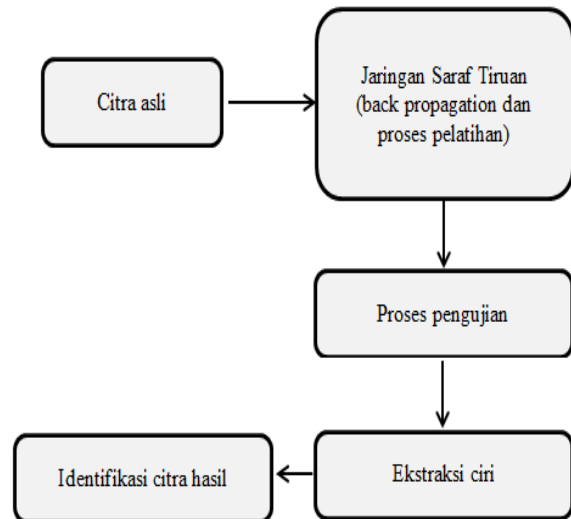 Citra asli
Jaringan Saraf Tiruan
(back propagation dan
proses pelatihan)
Proses pengujian
Ekstraksi ciri
Identifikasi citra hasil